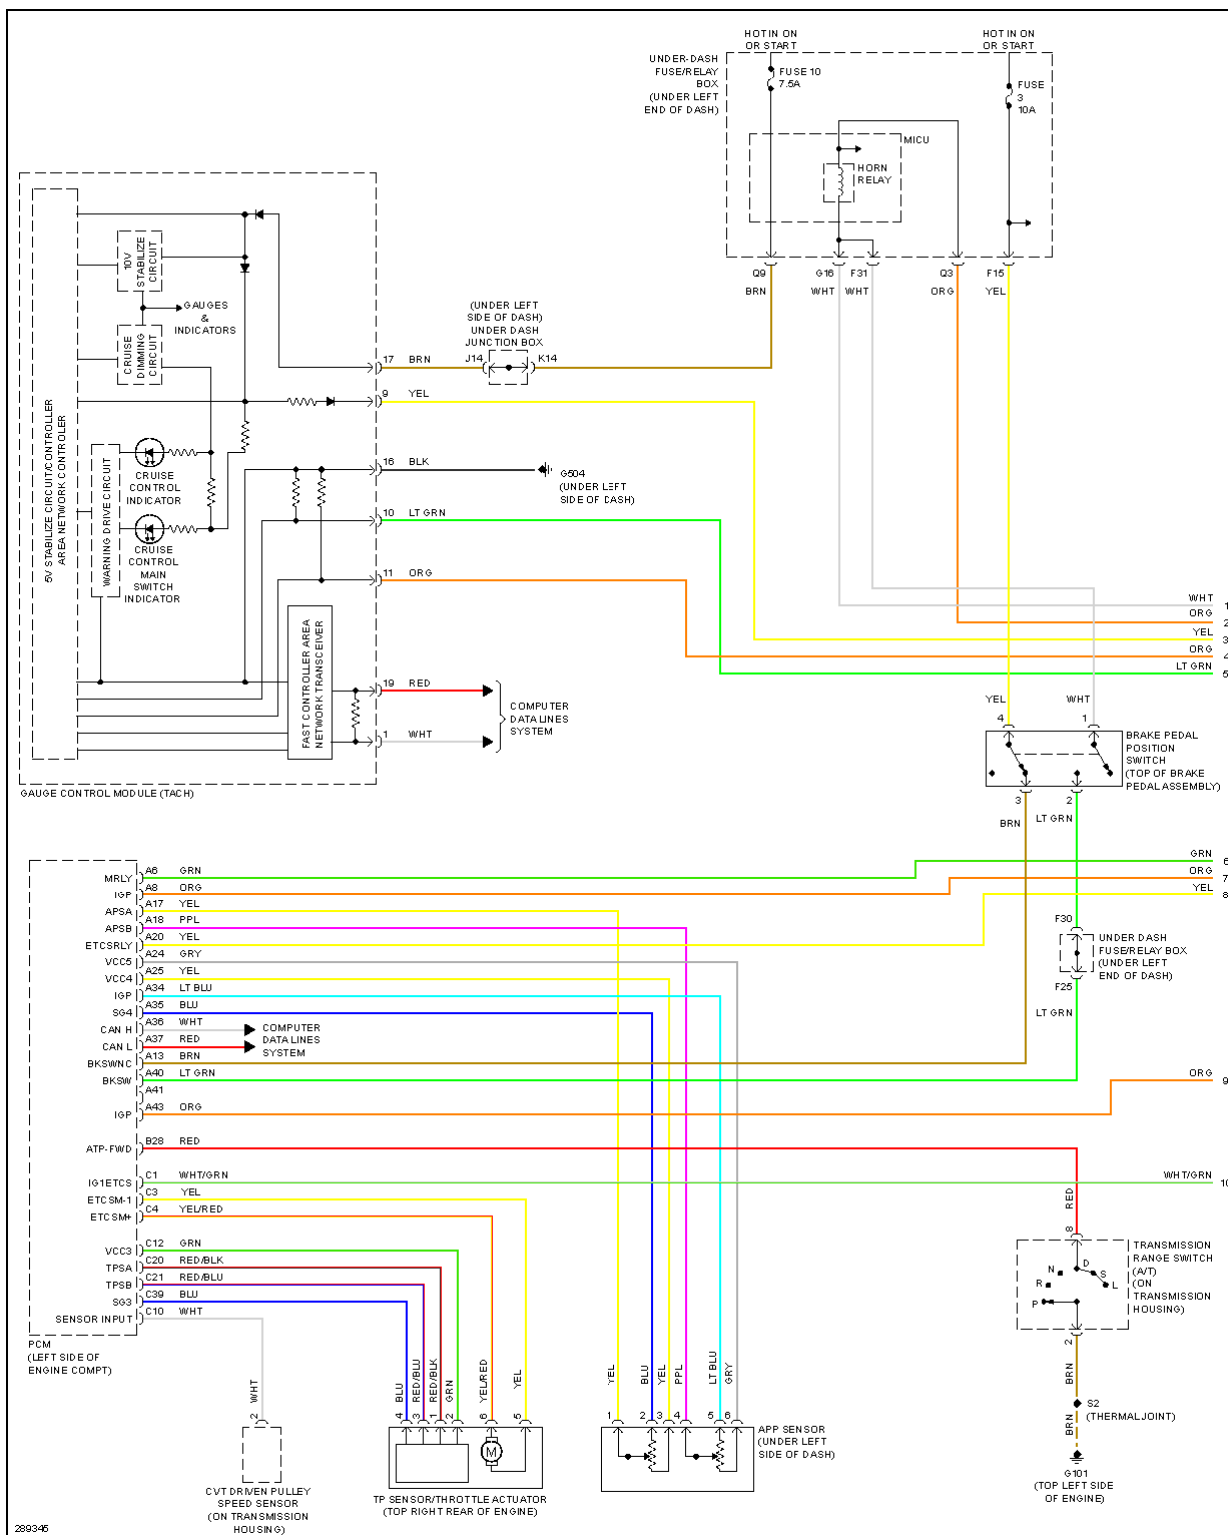 HOT IN ON
OR START
HOT IN ON
OR START
UNDER-DASH
FUSE/RELAY
BOX
(UNDER LEFT
END OF DASH)
FUSE 10
7.5A
FUSE
3
10A
MICU
HORN
RELAY
Q9
G16
F31
Q3
F15
BRN
WHT
WHT
ORG
YEL
5V STABILIZE CIRCUIT/CONTROLLER
AREA NETWORK CONTROLER
10V
STABILIZE
CIRCUIT
GAUGES
&
INDICATORS
CRUISE
DIMMING
CIRCUIT
WARNING DRIVE CIRCUIT
CRUISE
CONTROL
INDICATOR
CRUISE
CONTROL
MAIN
SWITCH
INDICATOR
FAST CONTROLLER AREA
NETWORK TRANSCEIVER
(UNDER LEFT
SIDE OF DASH)
UNDER DASH
JUNCTION BOX
17 BRN
J14
K14
9 YEL
16 BLK
G504
(UNDER LEFT
SIDE OF DASH)
10 LT GRN
11 ORG
19 RED
1 WHT
COMPUTER
DATA LINES
SYSTEM
GAUGE CONTROL MODULE (TACH)
WHT 1
ORG 2
YEL 3
ORG 4
LT GRN 5
YEL
WHT
4
1
BRAKE PEDAL
POSITION
SWITCH
(TOP OF BRAKE
PEDAL ASSEMBLY)
3
2
BRN
LT GRN
GRN 6
ORG 7
YEL 8
F30
UNDER DASH
FUSE/RELAY BOX
(UNDER LEFT
END OF DASH)
F25
LT GRN
ORG 9
WHT/GRN 10
MRLY A6 GRN
IGP A8 ORG
APSA A17 YEL
APSB A18 PPL
ETCSRLY A20 YEL
VCC5 A24 GRY
VCC4 A25 YEL
IGP A34 LT BLU
SG4 A35 BLU
CAN H A36 WHT
CAN L A37 RED
COMPUTER
DATA LINES
SYSTEM
BKSWNC A13 BRN
BKSW A40 LT GRN
A41
IGP A43 ORG
ATP-FWD B28 RED
IG1ETCS C1 WHT/GRN
ETCSM-1 C3 YEL
ETCSM+ C4 YEL/RED
VCC3 C12 GRN
TPSA C20 RED/BLK
TPSB C21 RED/BLU
SG3 C39 BLU
SENSOR INPUT C10 WHT
PCM
(LEFT SIDE OF
ENGINE COMPT)
RED
8
TRANSMISSION
RANGE SWITCH
(A/T)
(ON
TRANSMISSION
HOUSING)
N
D
S
R
L
P
2
BRN
S2
(THERMAL JOINT)
BRN
G101
(TOP LEFT SIDE
OF ENGINE)
WHT
2
CVT DRIVEN PULLEY
SPEED SENSOR
(ON TRANSMISSION
HOUSING)
BLU
RED/BLU
RED/BLK
GRN
YEL/RED
YEL
4
3
1
2
6
5
M
TP SENSOR/THROTTLE ACTUATOR
(TOP RIGHT REAR OF ENGINE)
YEL
BLU
YEL
PPL
LT BLU
GRY
1
2
3
4
5
6
APP SENSOR
(UNDER LEFT
SIDE OF DASH)
289345